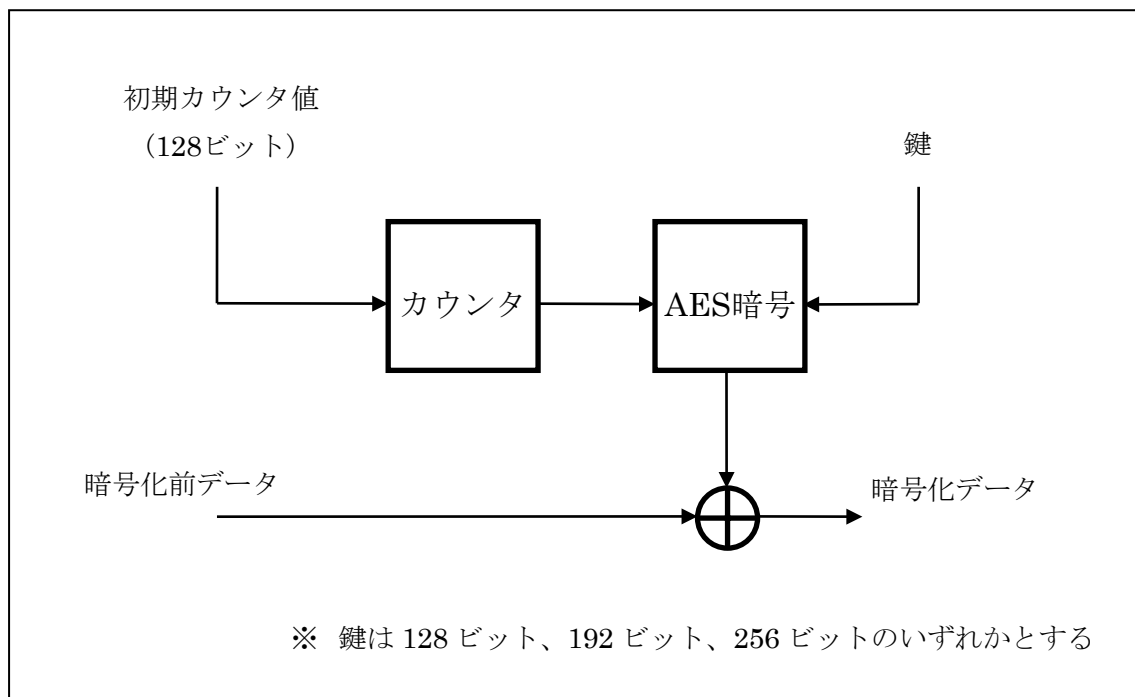 初期カウンタ値
（128ビット）
鍵
カウンタ
AES暗号
暗号化前データ
暗号化データ
※ 鍵は 128 ビット、192 ビット、256 ビットのいずれかとする